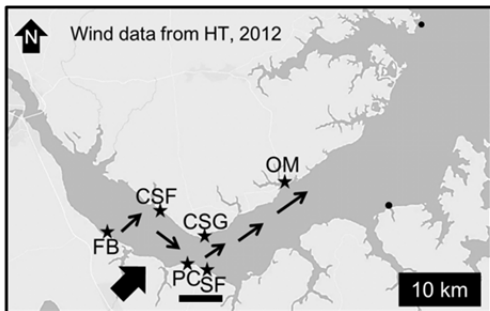 N
Wind data from HT, 2012
OM
CSF
CSG
FB
PC
SF
10 km